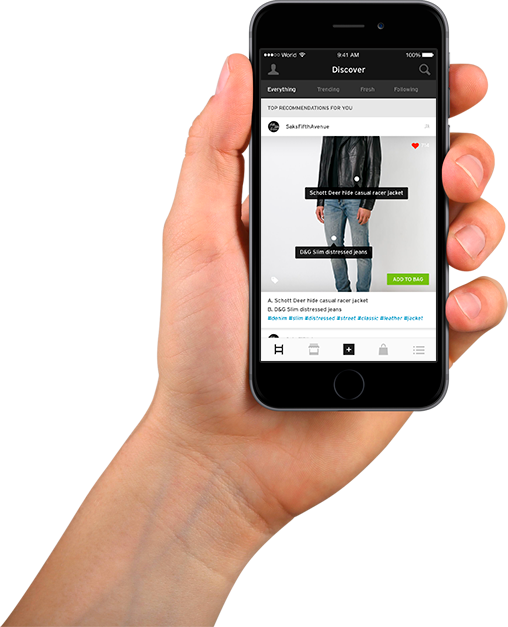 World 9:41 AM 100%
Discover
Everything Trending Fresh Following
TOP RECOMMENDATIONS FOR YOU
SaksFifthAvenue
Schott Deer hide casual racer jacket
D&G Slim distressed jeans
ADD TO BAG
A. Schott Deer hide casual racer jacket
B. D&G Slim distressed jeans
#denim #slim #distressed #street #classic #leather #jacket